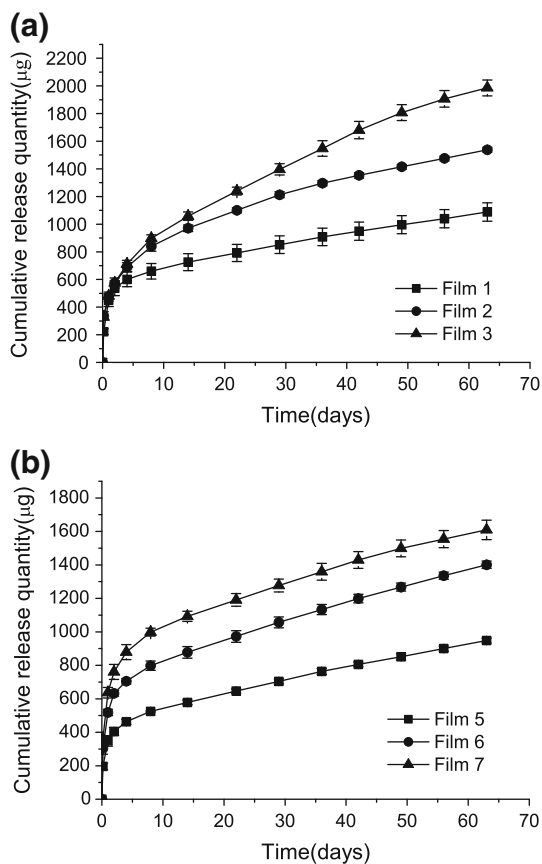 (a)
Cumulative release quantity(μg)
2200
2000
1800
1600
1400
1200
1000
800
600
400
200
0
Film 1
Film 2
Film 3
0 10 20 30 40 50 60 70
Time(days)
(b)
Cumulative release quantity(μg)
1800
1600
1400
1200
1000
800
600
400
200
0
Film 5
Film 6
Film 7
0 10 20 30 40 50 60 70
Time(days)